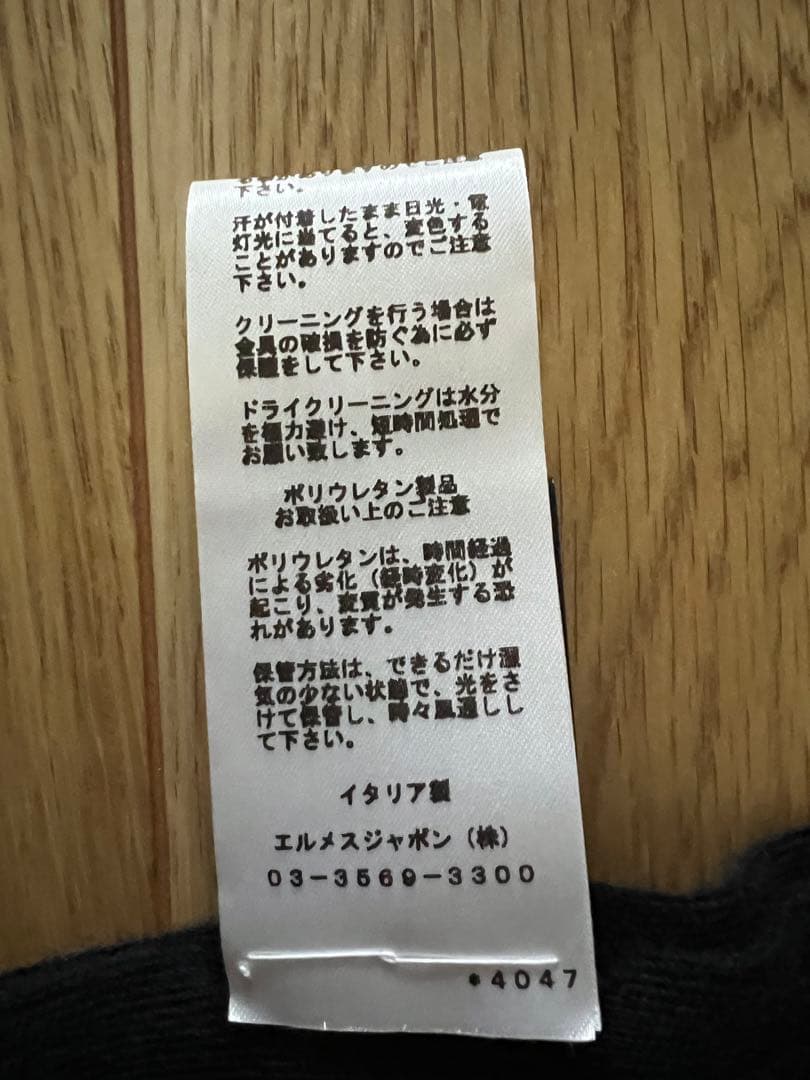 下さい。
汗が付着したまま日光・電
灯光に当てると、変色する
ことがありますのでご注意
下さい。
クリーニングを行う場合は
金具の破損を防ぐ為に必ず
保護をして下さい。
ドライクリーニングは水分
を極力避け、短時間処理で
お願い致します。
ポリウレタン製品
お取扱い上のご注意
ポリウレタンは、時間経過
による劣化（経時変化）が
起こり、変質が発生する恐
れがあります。
保管方法は、できるだけ湿
気の少ない状態で、光をさ
けて保管し、時々風通しし
て下さい。
イタリア製
エルメスジャポン（株）
03-3569-3300
*4047